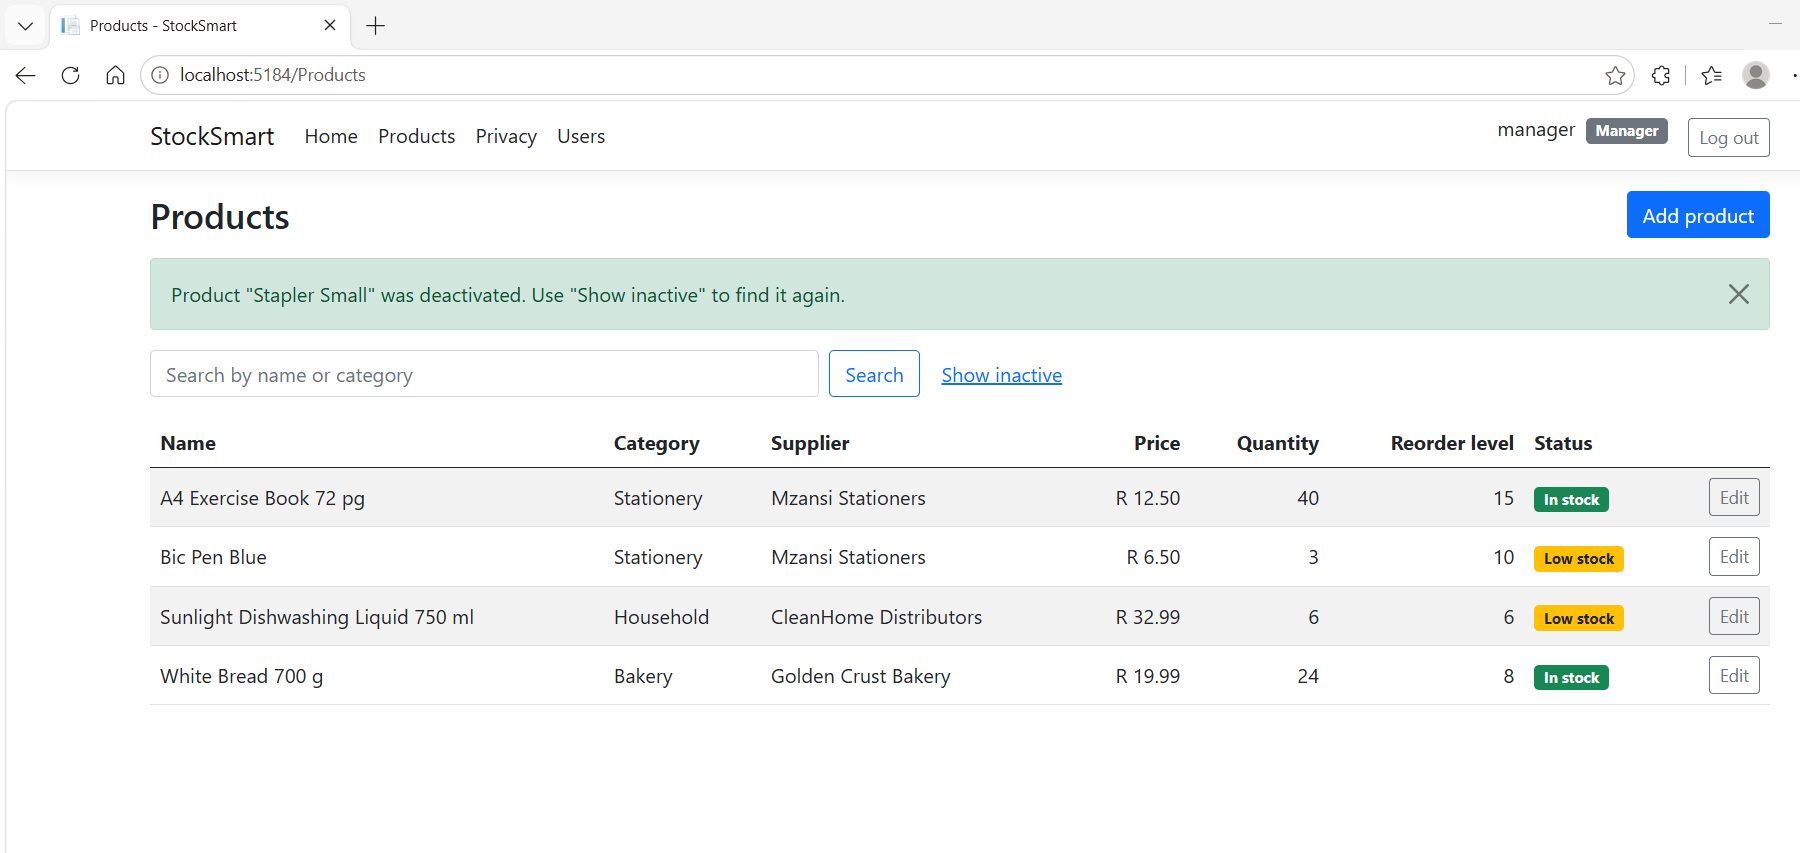 Products - StockSmart
localhost:5184/Products
StockSmart Home Products Privacy Users manager Manager Log out
Products Add product
Product "Stapler Small" was deactivated. Use "Show inactive" to find it again.
Search by name or category Search Show inactive
Name Category Supplier Price Quantity Reorder level Status
A4 Exercise Book 72 pg Stationery Mzansi Stationers R 12.50 40 15 In stock Edit
Bic Pen Blue Stationery Mzansi Stationers R 6.50 3 10 Low stock Edit
Sunlight Dishwashing Liquid 750 ml Household CleanHome Distributors R 32.99 6 6 Low stock Edit
White Bread 700 g Bakery Golden Crust Bakery R 19.99 24 8 In stock Edit